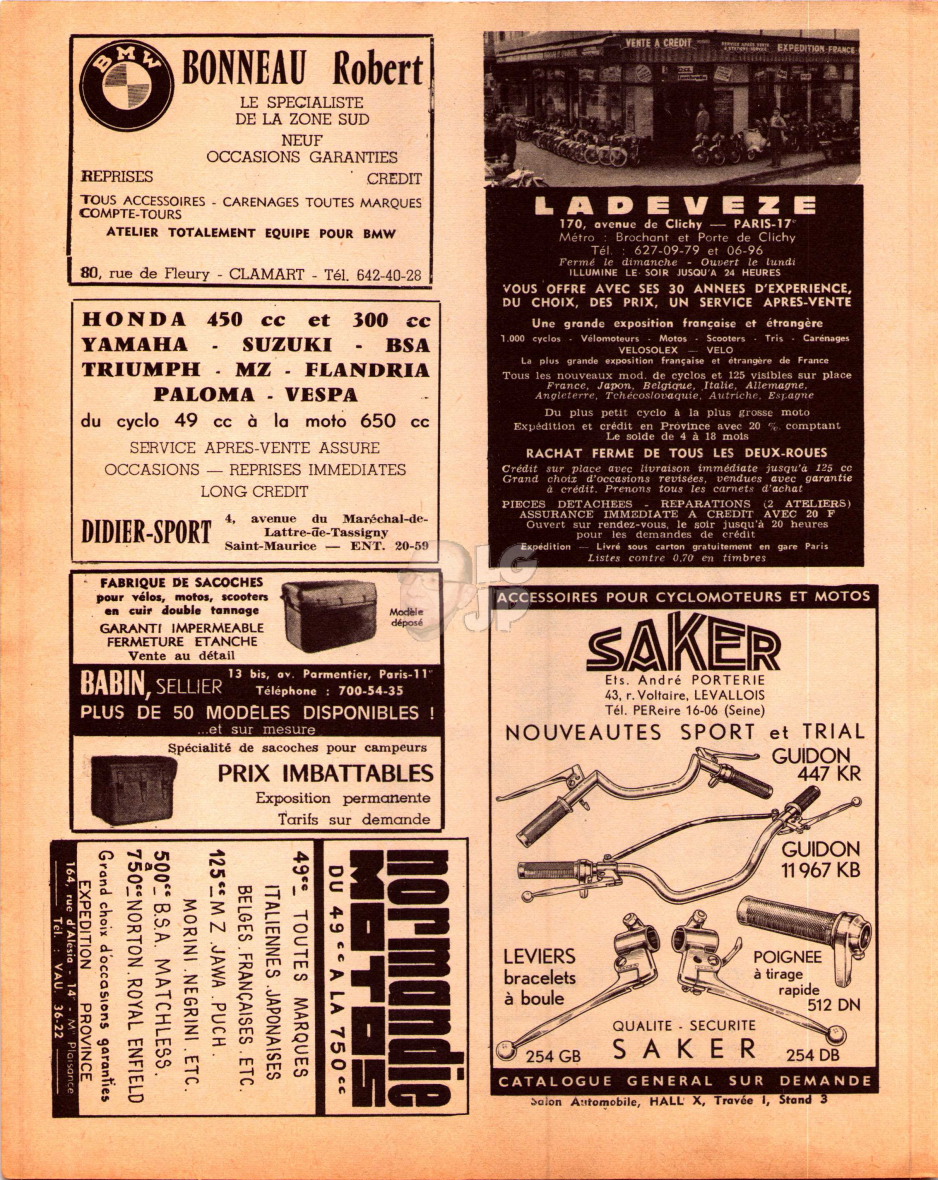 BMW
BONNEAU Robert
LE SPECIALISTE
DE LA ZONE SUD
NEUF
OCCASIONS GARANTIES
REPRISES CREDIT
TOUS ACCESSOIRES - CARENAGES TOUTES MARQUES
COMPTE-TOURS
ATELIER TOTALEMENT EQUIPE POUR BMW
80, rue de Fleury - CLAMART - Tél. 642-40-28
HONDA 450 cc et 300 cc
YAMAHA - SUZUKI - BSA
TRIUMPH - MZ - FLANDRIA
PALOMA - VESPA
du cyclo 49 cc à la moto 650 cc
SERVICE APRES-VENTE ASSURE
OCCASIONS — REPRISES IMMEDIATES
LONG CREDIT
DIDIER-SPORT
4, avenue du Maréchal-de-
Lattre-de-Tassigny
Saint-Maurice — ENT. 20-59
FABRIQUE DE SACOCHES
pour vélos, motos, scooters
en cuir double tannage
GARANTI IMPERMEABLE
FERMETURE ETANCHE
Vente au détail
Modèle
déposé
BABIN, SELLIER
13 bis, av. Parmentier, Paris-11e
Téléphone : 700-54-35
PLUS DE 50 MODELES DISPONIBLES !
...et sur mesure
Spécialité de sacoches pour campeurs
PRIX IMBATTABLES
Exposition permanente
Tarifs sur demande
normandie
MOTOS
DU 49cc A LA 750cc
49cc_ TOUTES MARQUES
ITALIENNES . JAPONAISES
BELGES . FRANÇAISES . ETC.
125cc_ M Z . JAWA . PUCH .
MORINI . NEGRINI . ETC.
500cc_ B.S.A. MATCHLESS.
à
750cc_ NORTON . ROYAL ENFIELD
Grand choix d'occasions garanties
EXPEDITION PROVINCE
164, rue d'Alésia - 14e - Mo Plaisance
Tél. : VAU. 36-22
VENTE A CREDIT
EXPEDITION-FRANCE
LADEVEZE
170, avenue de Clichy — PARIS-17e
Métro : Brochant et Porte de Clichy
Tél. : 627-09-79 et 06-96
Fermé le dimanche - Ouvert le lundi
ILLUMINE LE SOIR JUSQU'A 24 HEURES
VOUS OFFRE AVEC SES 30 ANNEES D'EXPERIENCE,
DU CHOIX, DES PRIX, UN SERVICE APRES-VENTE
Une grande exposition française et étrangère
1.000 cyclos - Vélomoteurs - Motos - Scooters - Tris - Carénages
VELOSOLEX — VELO
La plus grande exposition française et étrangère de France
Tous les nouveaux mod. de cyclos et 125 visibles sur place
France, Japon, Belgique, Italie, Allemagne,
Angleterre, Tchécoslovaquie, Autriche, Espagne
Du plus petit cyclo à la plus grosse moto
Expédition et crédit en Province avec 20 % comptant
Le solde de 4 à 18 mois
RACHAT FERME DE TOUS LES DEUX-ROUES
Crédit sur place avec livraison immédiate jusqu'à 125 cc
Grand choix d'occasions revisées, vendues avec garantie
à crédit. Prenons tous les carnets d'achat
PIECES DETACHEES - REPARATIONS (2 ATELIERS)
ASSURANCE IMMEDIATE A CREDIT AVEC 20 F
Ouvert sur rendez-vous, le soir jusqu'à 20 heures
pour les demandes de crédit
Expédition — Livré sous carton gratuitement en gare Paris
Listes contre 0,70 en timbres
LG
JP
ACCESSOIRES POUR CYCLOMOTEURS ET MOTOS
SAKER
Ets. André PORTERIE
43, r. Voltaire, LEVALLOIS
Tél. PEReire 16-06 (Seine)
NOUVEAUTES SPORT et TRIAL
GUIDON
447 KR
GUIDON
11 967 KB
LEVIERS
bracelets
à boule
POIGNEE
à tirage
rapide
512 DN
QUALITE - SECURITE
254 GB SAKER 254 DB
CATALOGUE GENERAL SUR DEMANDE
Salon Automobile, HALL X, Travée I, Stand 3